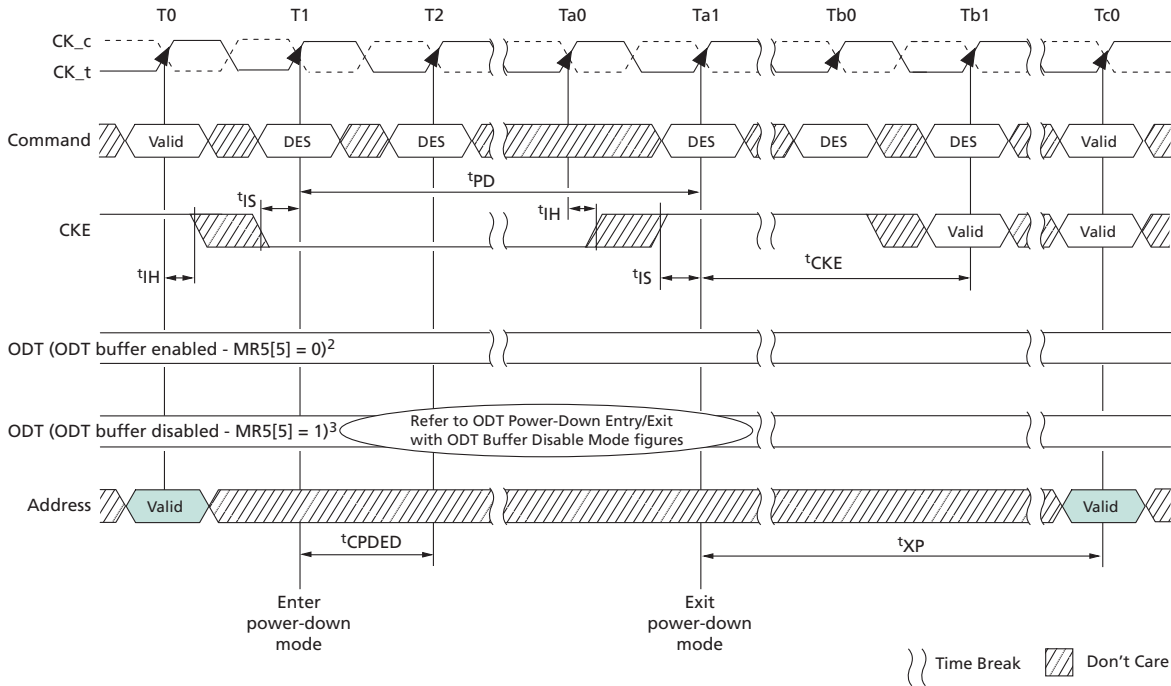 T0 T1 T2 Ta0 Ta1 Tb0 Tb1 Tc0
CK_c
CK_t
Command Valid DES DES DES DES DES Valid
tPD
tIS tIH
CKE Valid Valid
tIH tIS tCKE
ODT (ODT buffer enabled - MR5[5] = 0)2
ODT (ODT buffer disabled - MR5[5] = 1)3
Refer to ODT Power-Down Entry/Exit
with ODT Buffer Disable Mode figures
Address Valid Valid
tCPDED tXP
Enter
power-down
mode
Exit
power-down
mode
Time Break Don't Care